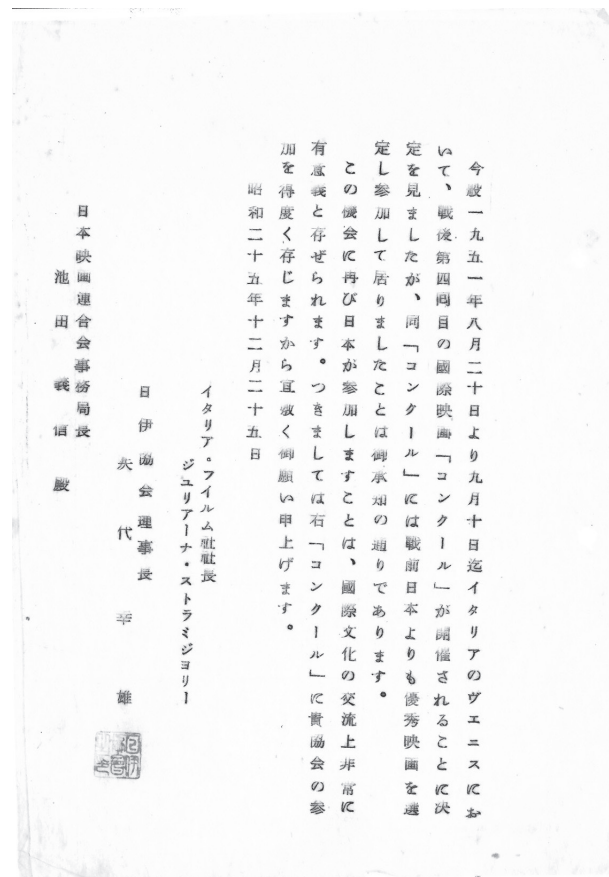 今般一九五一年八月二十日より九月十日迄イタリアのヴエニスにお
いて、戦後第四回目の國際映画「コンクール」が開催されることに決
定を見ましたが、同「コンクール」には戦前日本よりも優秀映画を選
定し参加して居りましたことは御承知の通りであります。
この機会に再び日本が参加しますことは、國際文化の交流上非常に
有意義と存ぜられます。つきましては右「コンクール」に貴協会の参
加を得度く存じますから宜敷く御願い申上げます。
昭和二十五年十二月二十五日
イタリア。フイルム社社長
ジユリアーナ・ストラミジヨリー
日伊協会理事長
矢代幸雄
日本映画連合会事務局長
池田義信殿